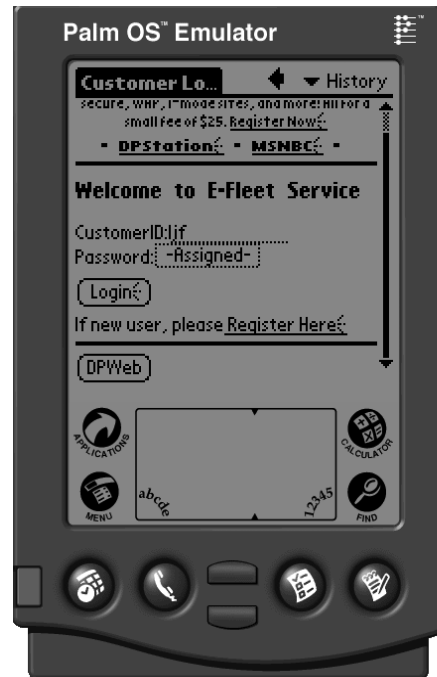 Palm OS™ Emulator
Customer Lo... History
secure, WAP, i-mode sites, and more! All for a
small fee of $25. Register Now
- DPStation - MSNBC -
Welcome to E-Fleet Service
CustomerID:ljf
Password: -Assigned-
Login
If new user, please Register Here
DPWeb
APPLICATIONS CALCULATOR
MENU abcde 12345 FIND